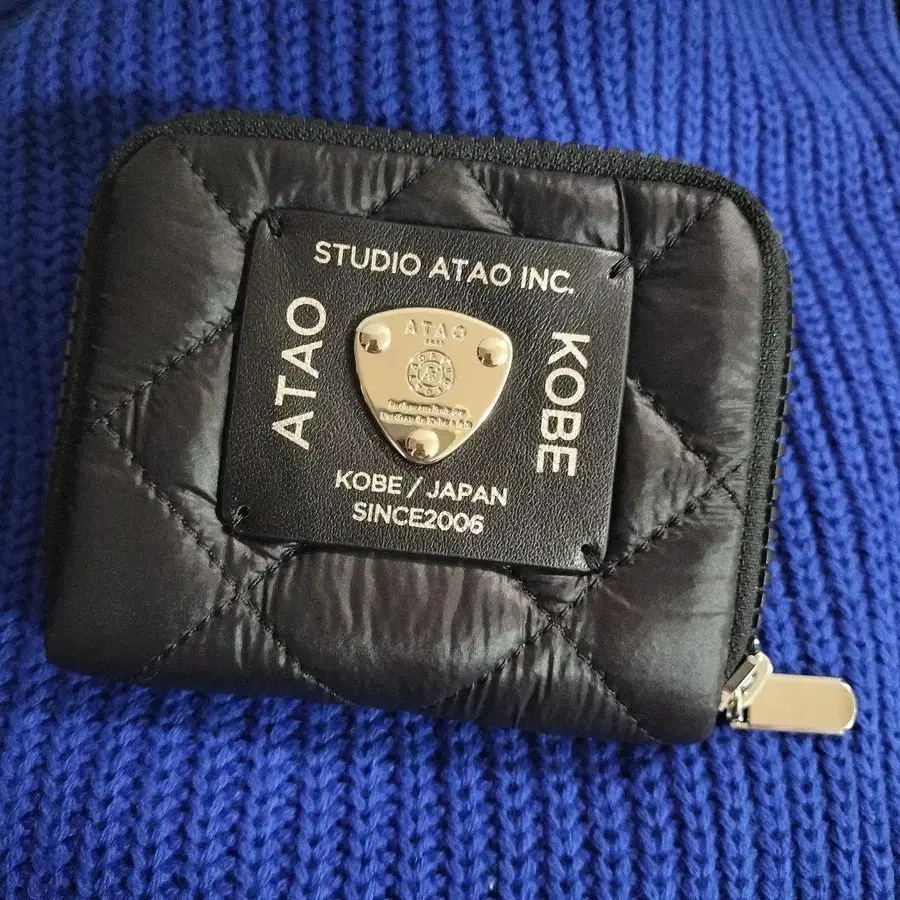 STUDIO ATAO INC.
ATAO
ATAO
KOBE
KOBE / JAPAN
SINCE2006